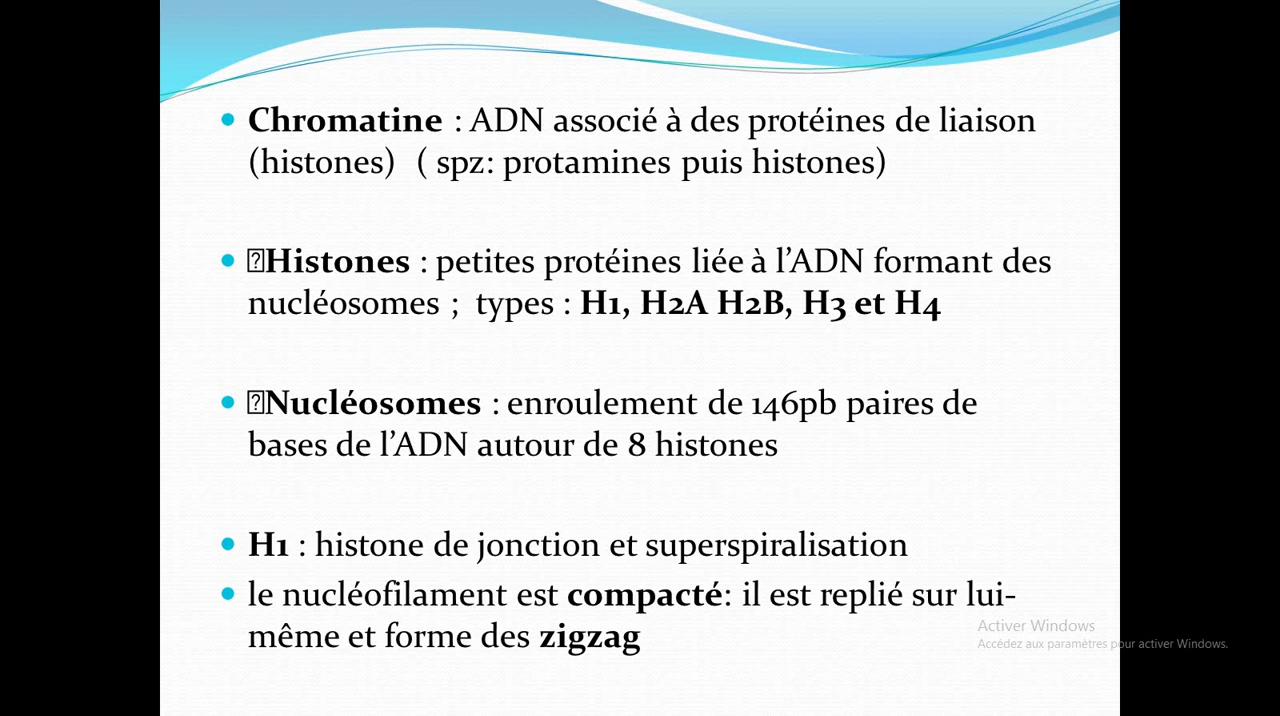 • Chromatine : ADN associé à des protéines de liaison
(histones) ( spz: protamines puis histones)
• Histones : petites protéines liée à l’ADN formant des
nucléosomes ; types : H1, H2A H2B, H3 et H4
• Nucléosomes : enroulement de 146pb paires de
bases de l’ADN autour de 8 histones
• H1 : histone de jonction et superspiralisation
• le nucléofilament est compacté: il est replié sur lui-
même et forme des zigzag
Activer Windows
Accédez aux paramètres pour activer Windows.